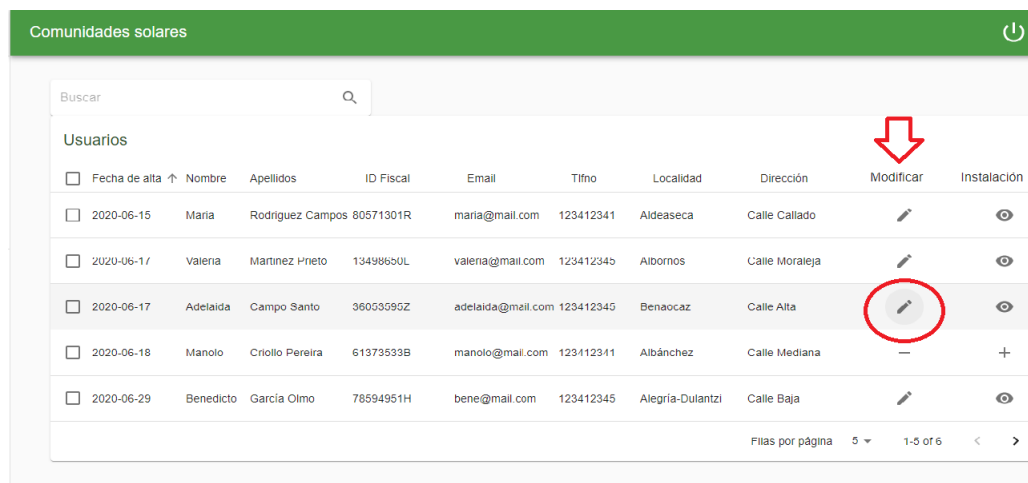 Comunidades solares
Buscar
Usuarios
Fecha de alta ↑ Nombre Apellidos ID Fiscal Email Tlfno Localidad Dirección Modificar Instalación
2020-06-15 Maria Rodriguez Campos 80571301R maria@mail.com 123412341 Aldeaseca Calle Callado
2020-06-17 Valeria Martinez Prieto 13498650L valeria@mail.com 123412345 Albornos Calle Moraleja
2020-06-17 Adelaida Campo Santo 36053595Z adelaida@mail.com 123412345 Benaocaz Calle Alta
2020-06-18 Manolo Criollo Pereira 61373533B manolo@mail.com 123412341 Albánchez Calle Mediana − +
2020-06-29 Benedicto García Olmo 78594951H bene@mail.com 123412345 Alegría-Dulantzi Calle Baja
Filas por página 5 1-5 of 6 < >